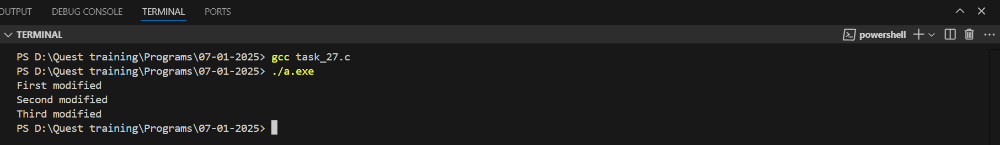 OUTPUT DEBUG CONSOLE TERMINAL PORTS
TERMINAL powershell
PS D:\Quest training\Programs\07-01-2025> gcc task_27.c
PS D:\Quest training\Programs\07-01-2025> ./a.exe
First modified
Second modified
Third modified
PS D:\Quest training\Programs\07-01-2025>